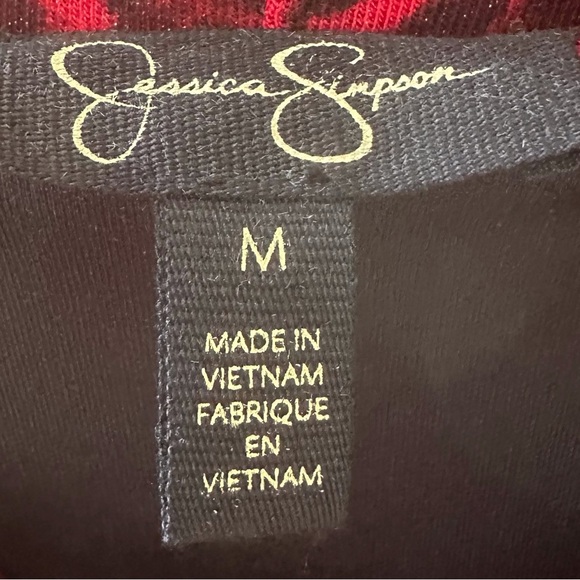 Jessica Simpson
M
MADE IN
VIETNAM
FABRIQUE
EN
VIETNAM